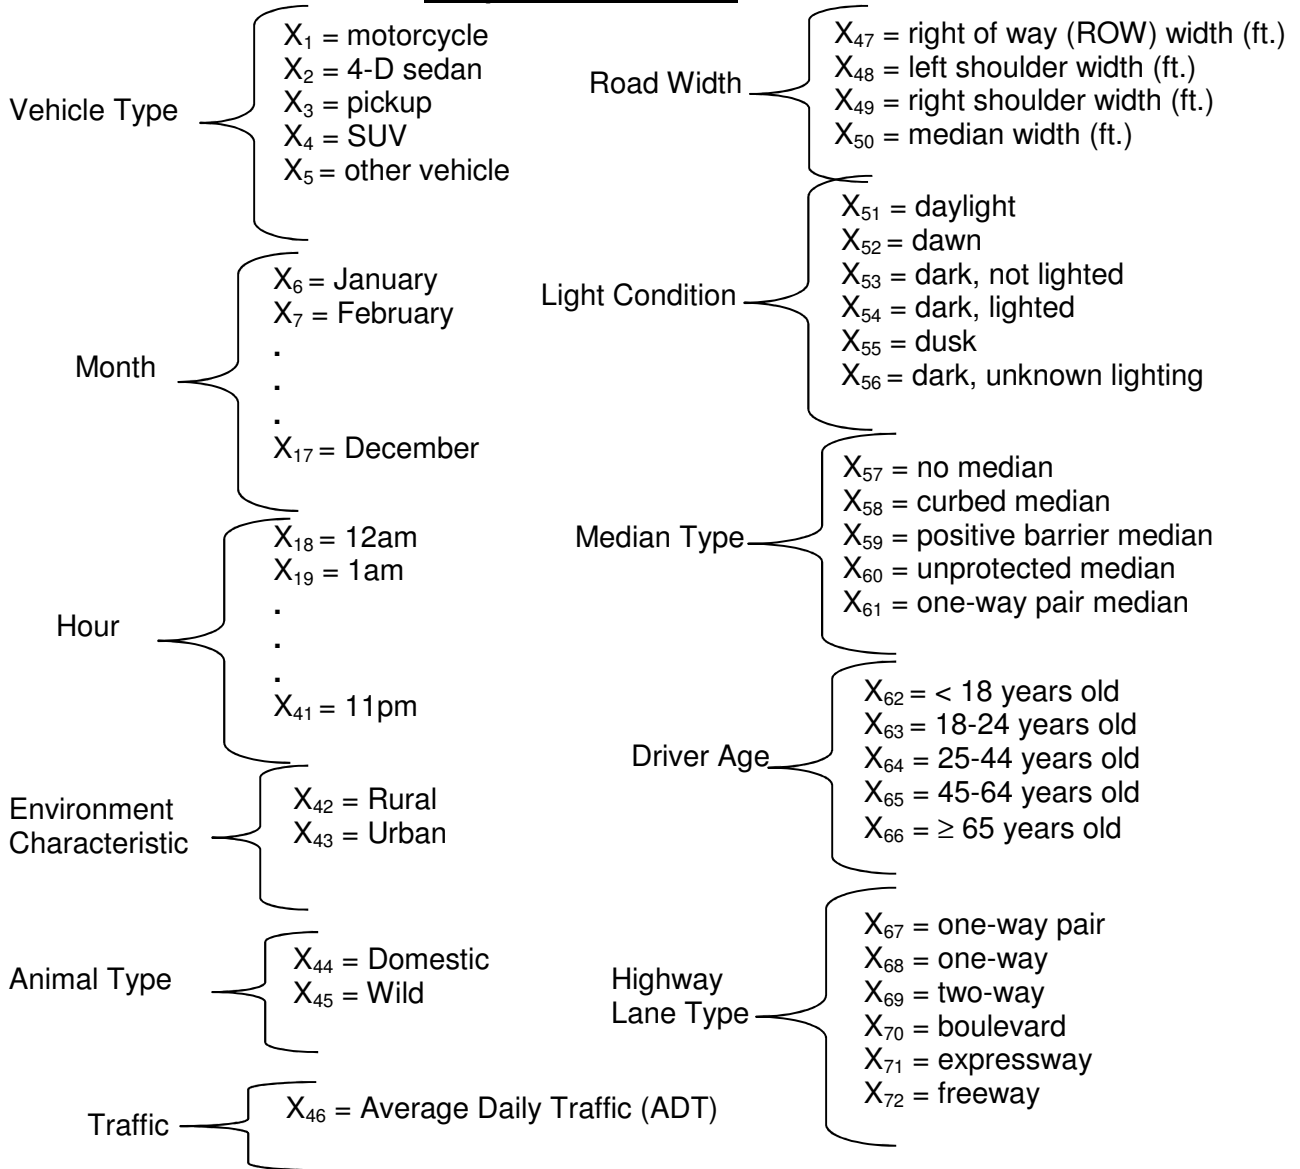 Vehicle Type
X₁ = motorcycle
X₂ = 4-D sedan
X₃ = pickup
X₄ = SUV
X₅ = other vehicle
Month
X₆ = January
X₇ = February
.
.
.
X₁₇ = December
Hour
X₁₈ = 12am
X₁₉ = 1am
.
.
.
X₄₁ = 11pm
Environment
Characteristic
X₄₂ = Rural
X₄₃ = Urban
Animal Type
X₄₄ = Domestic
X₄₅ = Wild
Traffic
X₄₆ = Average Daily Traffic (ADT)
Road Width
X₄₇ = right of way (ROW) width (ft.)
X₄₈ = left shoulder width (ft.)
X₄₉ = right shoulder width (ft.)
X₅₀ = median width (ft.)
Light Condition
X₅₁ = daylight
X₅₂ = dawn
X₅₃ = dark, not lighted
X₅₄ = dark, lighted
X₅₅ = dusk
X₅₆ = dark, unknown lighting
Median Type
X₅₇ = no median
X₅₈ = curbed median
X₅₉ = positive barrier median
X₆₀ = unprotected median
X₆₁ = one-way pair median
Driver Age
X₆₂ = < 18 years old
X₆₃ = 18-24 years old
X₆₄ = 25-44 years old
X₆₅ = 45-64 years old
X₆₆ = ≥ 65 years old
Highway
Lane Type
X₆₇ = one-way pair
X₆₈ = one-way
X₆₉ = two-way
X₇₀ = boulevard
X₇₁ = expressway
X₇₂ = freeway